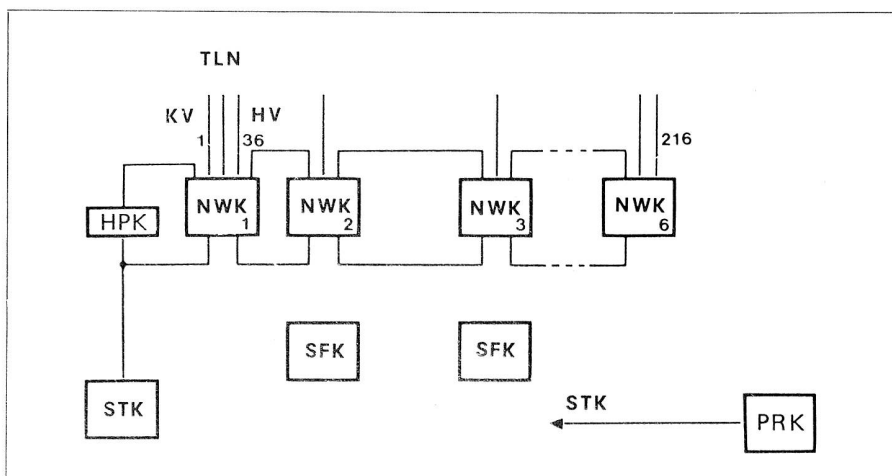 TLN
KV HV
1 36 216
HPK NWK 1 NWK 2 NWK 3 NWK 6
SFK SFK
STK STK PRK